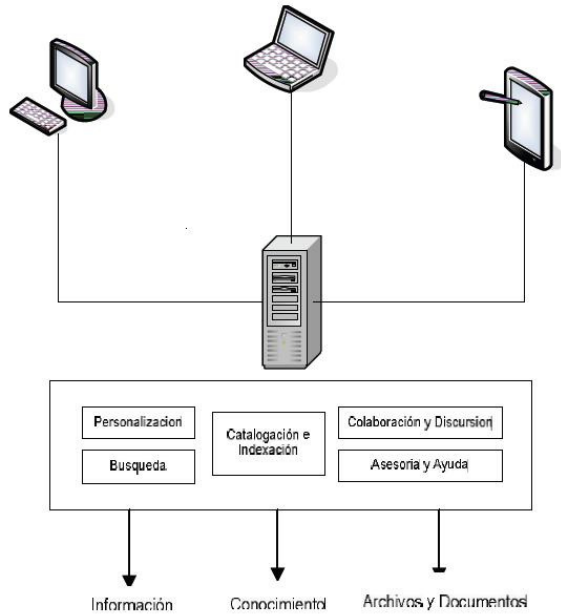 Personalizacion
Busqueda
Catalogación e
Indexación
Colaboración y Discursion
Asesoria y Ayuda
Información
Conocimiento
Archivos y Documentos